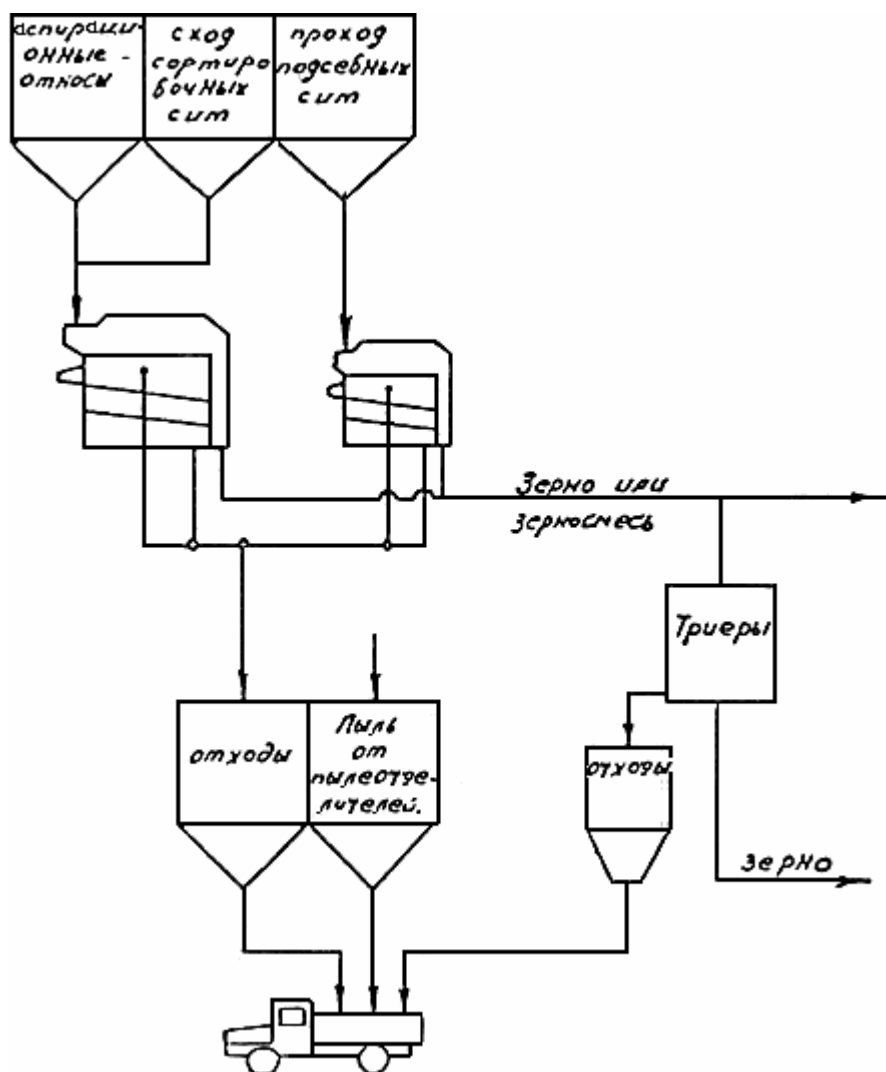 аспираци-
онные -
относы
сход
сортиро
вочных
сит
проход
подсевных
сит
Зерно или
зерносмесь
Триеры
отходы
Пыль
от
пылеотде-
лителей.
отходы
зерно